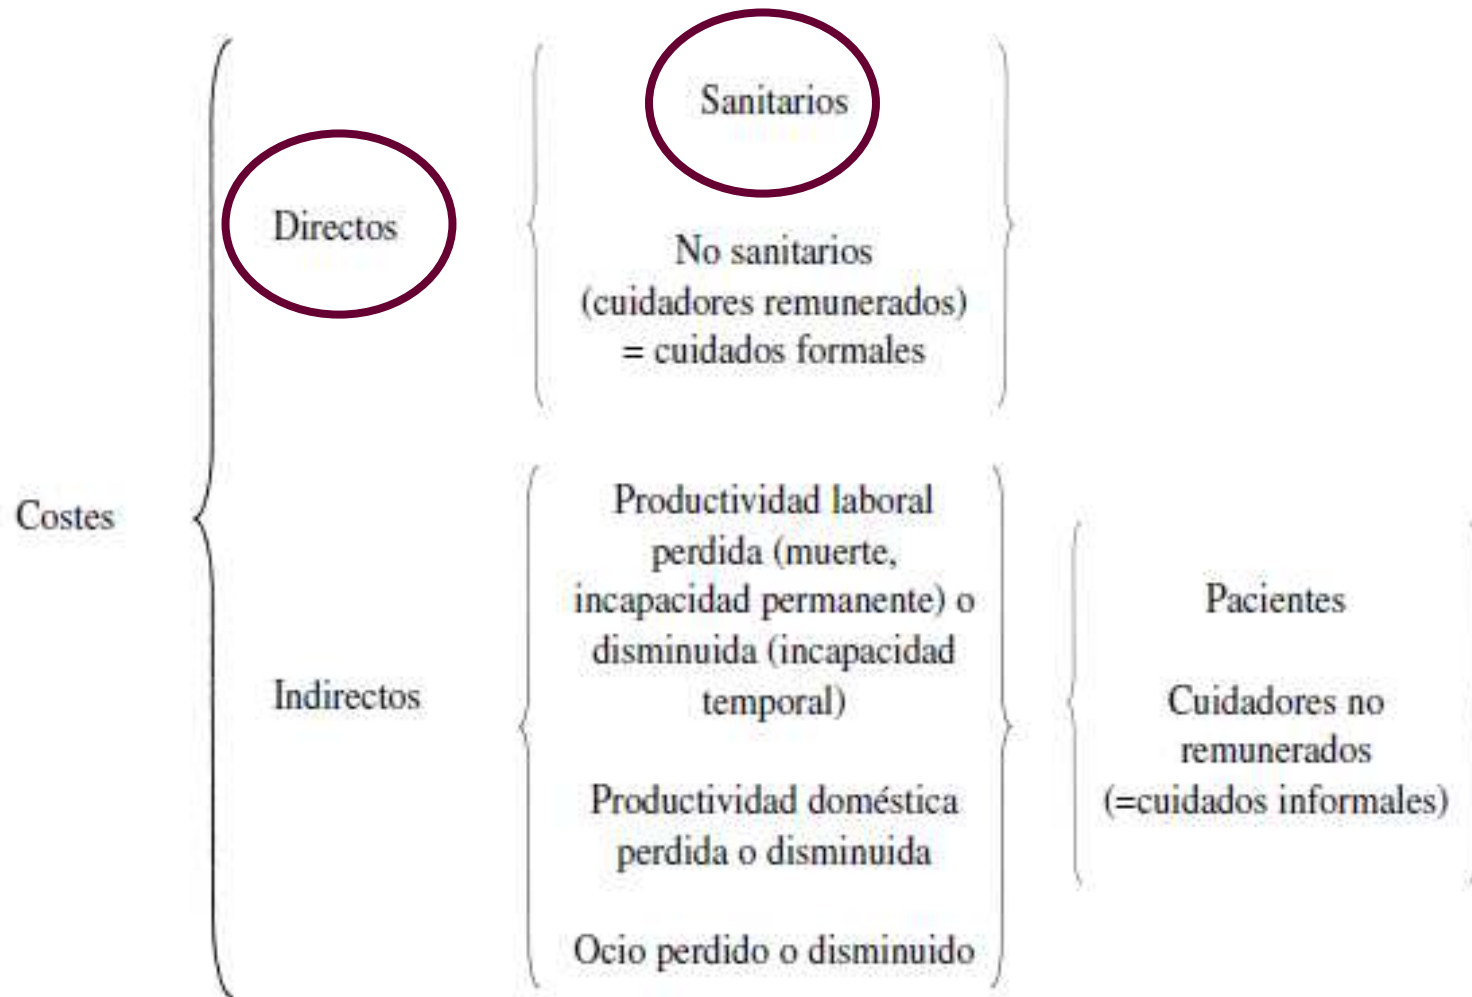 Costes
Directos
Sanitarios
No sanitarios
(cuidadores remunerados)
= cuidados formales
Indirectos
Productividad laboral
perdida (muerte,
incapacidad permanente) o
disminuida (incapacidad
temporal)
Productividad doméstica
perdida o disminuida
Ocio perdido o disminuido
Pacientes
Cuidadores no
remunerados
(=cuidados informales)